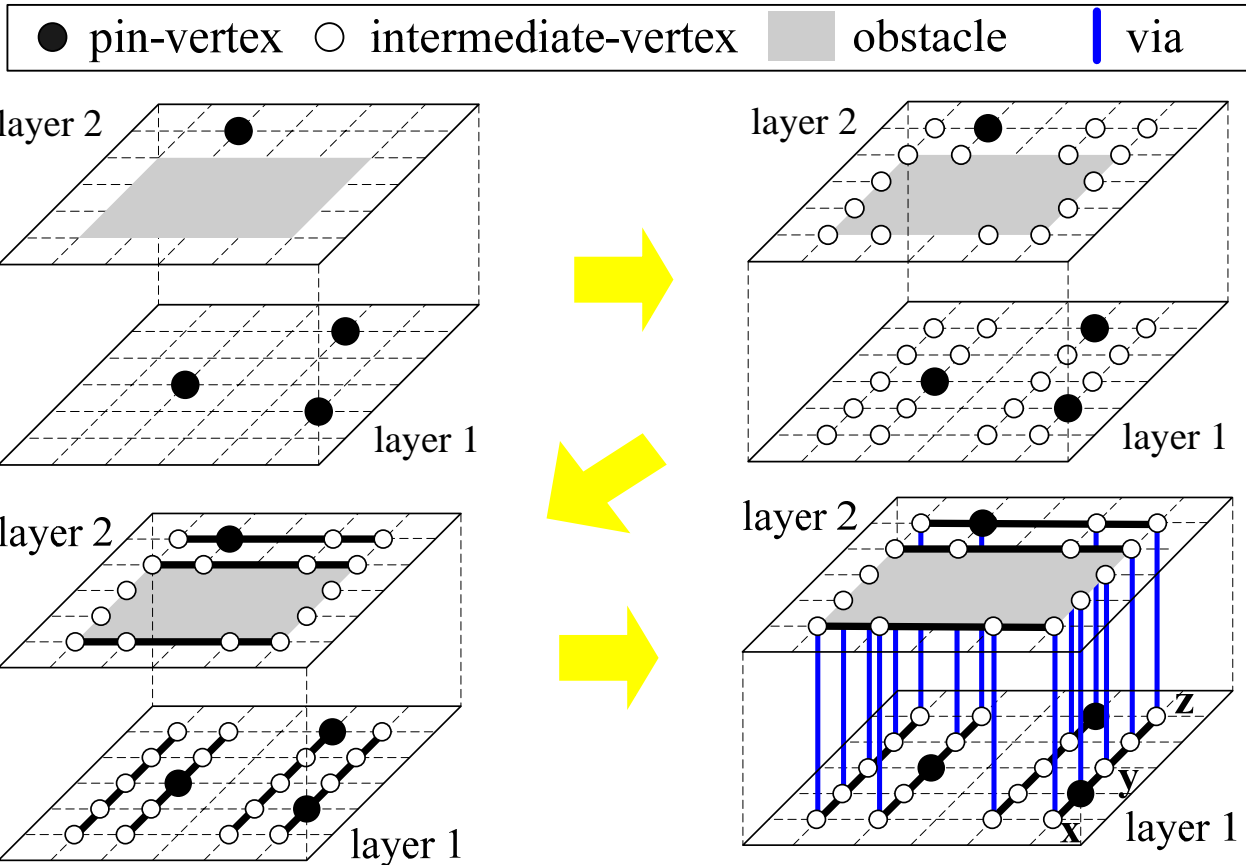 pin-vertex intermediate-vertex obstacle via
layer 2
layer 2
layer 1
layer 1
layer 2
layer 2
z
y
x
layer 1
layer 1